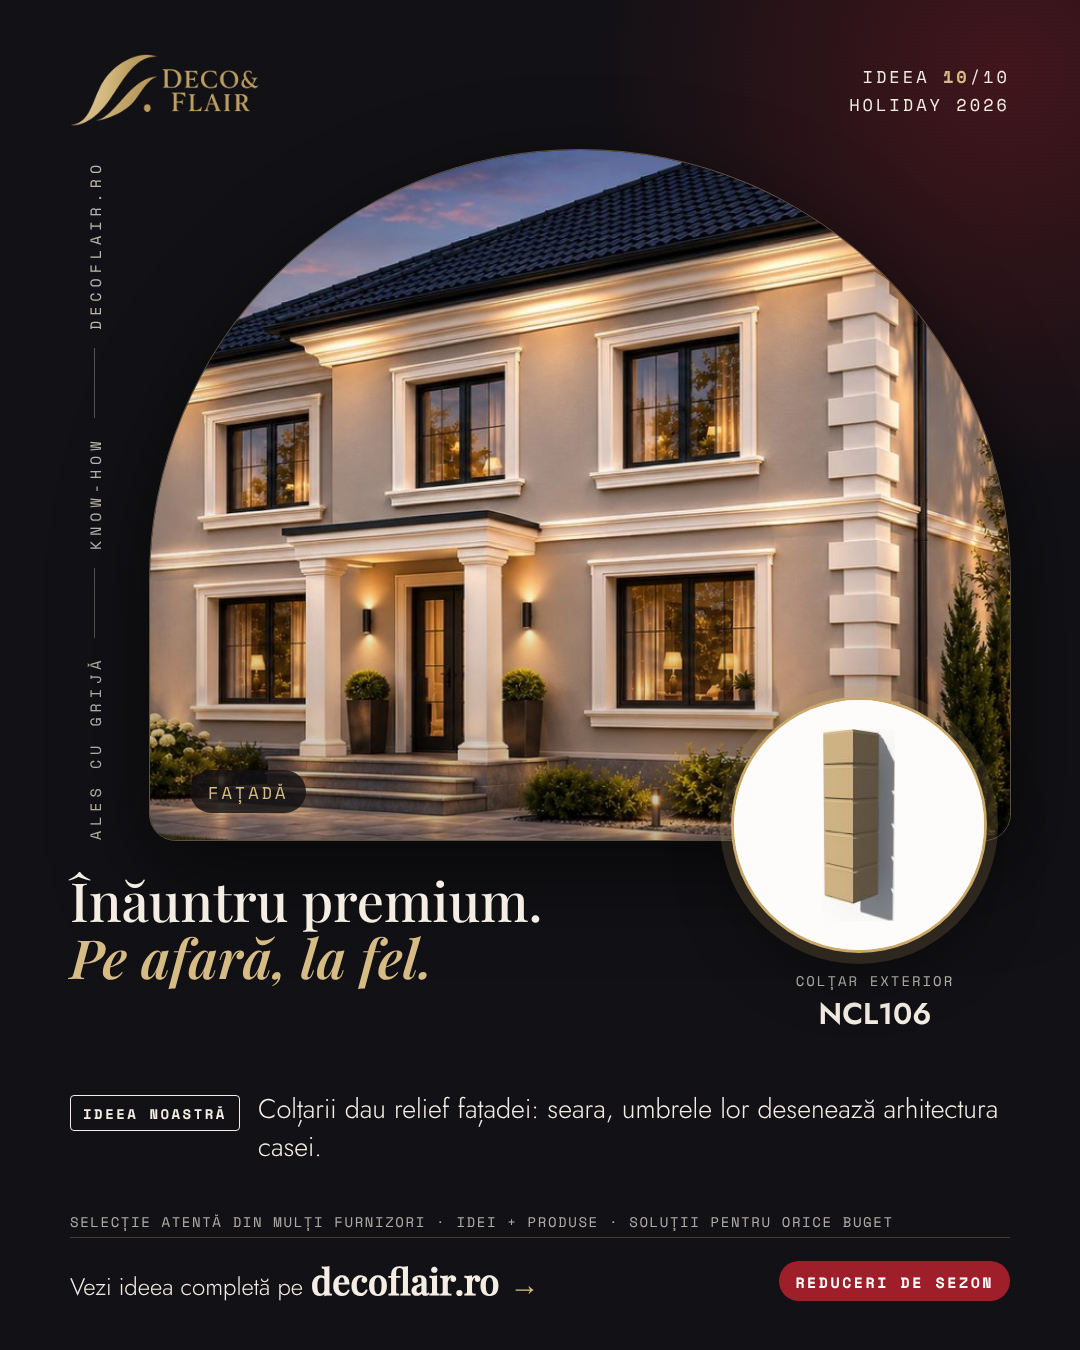 DECO&
FLAIR
IDEEA 10/10
HOLIDAY 2026
ALES CU GRIJĂ
KNOW-HOW
DECOFLAIR.RO
FAȚADĂ
Înăuntru premium.
Pe afară, la fel.
COLȚAR EXTERIOR
NCL106
IDEEA NOASTRĂ
Colțarii dau relief fațadei: seara, umbrele lor desenează arhitectura
casei.
SELECȚIE ATENTĂ DIN MULȚI FURNIZORI · IDEI + PRODUSE · SOLUȚII PENTRU ORICE BUGET
Vezi ideea completă pe decoflair.ro →
REDUCERI DE SEZON